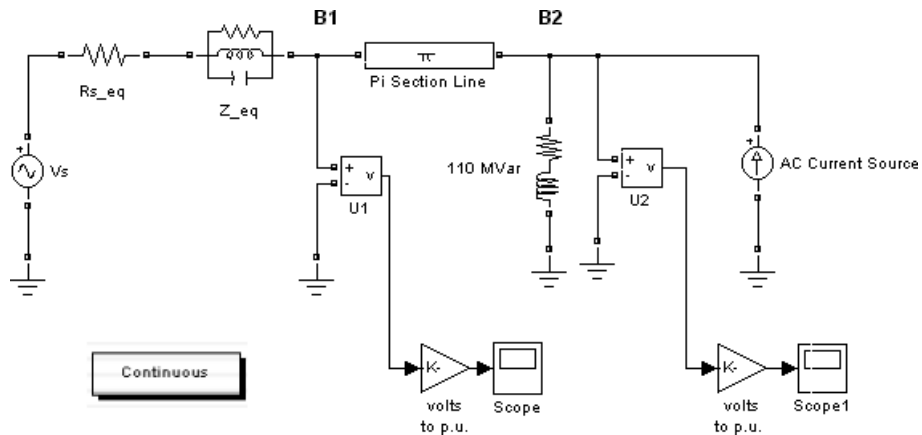 B1
B2
Rs_eq
Z_eq
π
Pi Section Line
+
Vs
+
-
v
U1
110 MVar
+
-
v
U2
+
AC Current Source
Continuous
K-
volts
to p.u.
Scope
K-
volts
to p.u.
Scope1